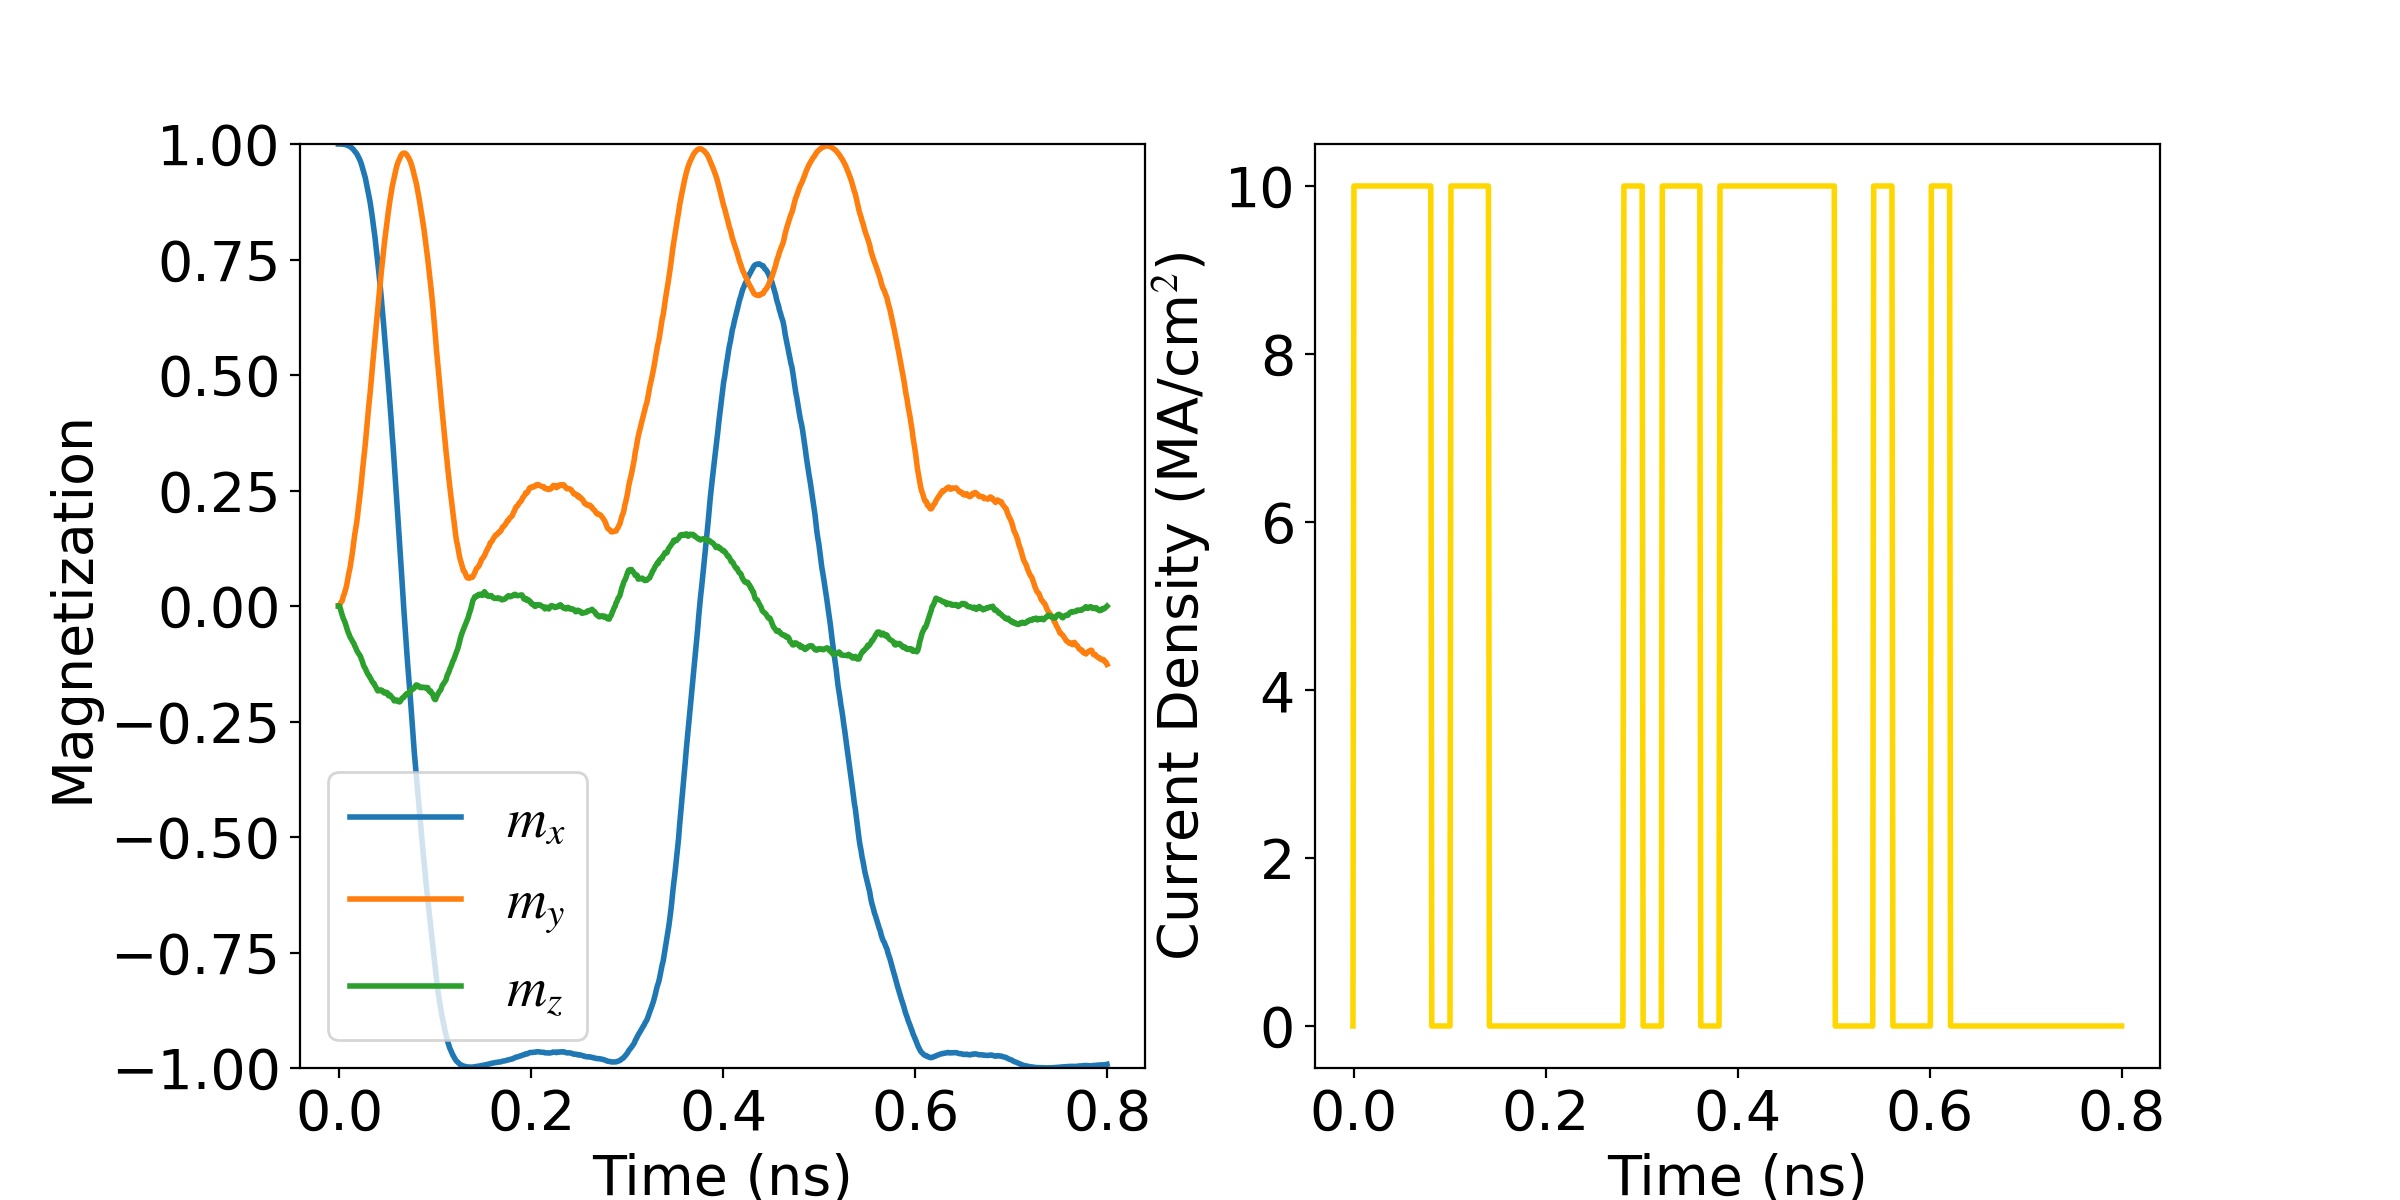 Magnetization
1.00
0.75
0.50
0.25
0.00
−0.25
−0.50
−0.75
−1.00
m_x
m_y
m_z
0.0 0.2 0.4 0.6 0.8
Time (ns)
Current Density (MA/cm²)
10
8
6
4
2
0
0.0 0.2 0.4 0.6 0.8
Time (ns)